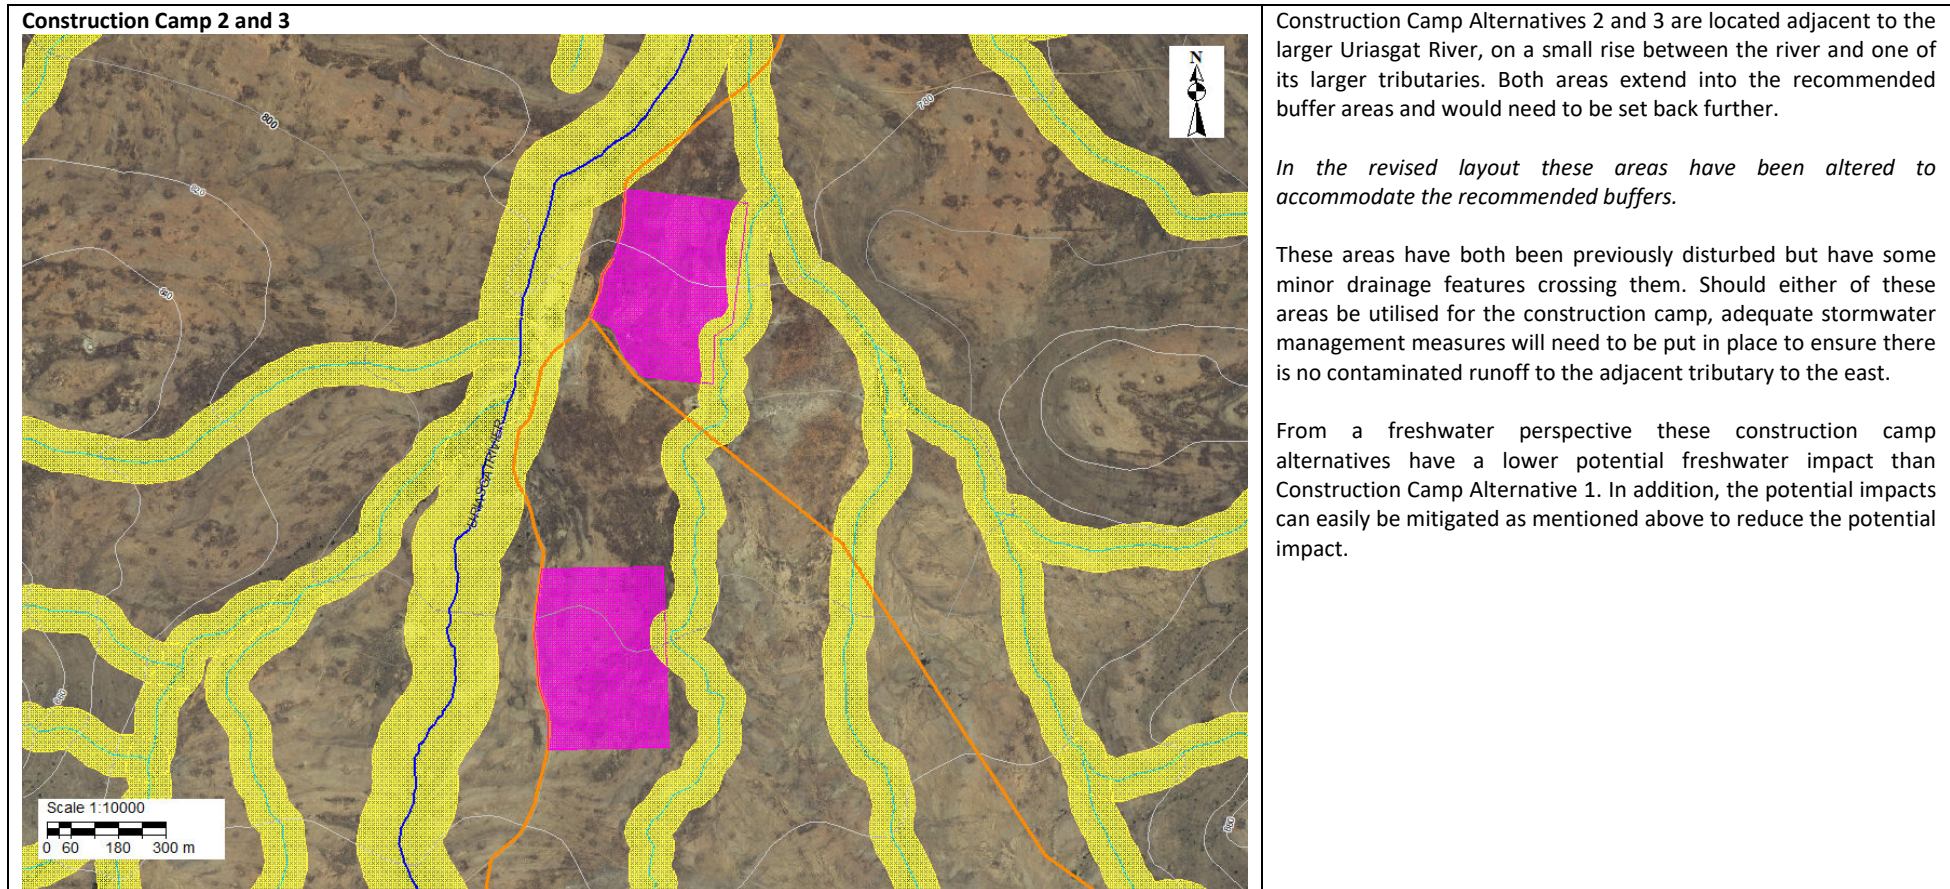 Construction Camp 2 and 3
N
800
780
820
URIASGAT RIVER
Scale 1:10000
0 60 180 300 m
Construction Camp Alternatives 2 and 3 are located adjacent to the
larger Uriasgat River, on a small rise between the river and one of
its larger tributaries. Both areas extend into the recommended
buffer areas and would need to be set back further.
In the revised layout these areas have been altered to
accommodate the recommended buffers.
These areas have both been previously disturbed but have some
minor drainage features crossing them. Should either of these
areas be utilised for the construction camp, adequate stormwater
management measures will need to be put in place to ensure there
is no contaminated runoff to the adjacent tributary to the east.
From a freshwater perspective these construction camp
alternatives have a lower potential freshwater impact than
Construction Camp Alternative 1. In addition, the potential impacts
can easily be mitigated as mentioned above to reduce the potential
impact.